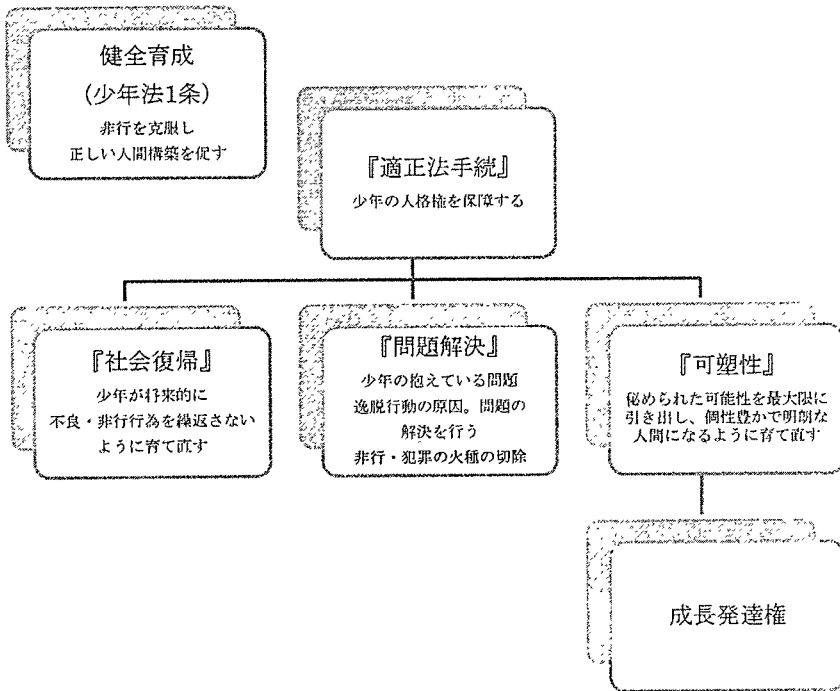 健全育成
(少年法1条)
非行を克服し
正しい人間構築を促す
『適正法手続』
少年の人格権を保障する
『社会復帰』
少年が将来的に
不良・非行行為を繰返さない
ように育て直す
『問題解決』
少年の抱えている問題
逸脱行動の原因。問題の
解決を行う
非行・犯罪の火種の切除
『可塑性』
秘められた可能性を最大限に
引き出し、個性豊かで明朗な
人間になるように育て直す
成長発達権